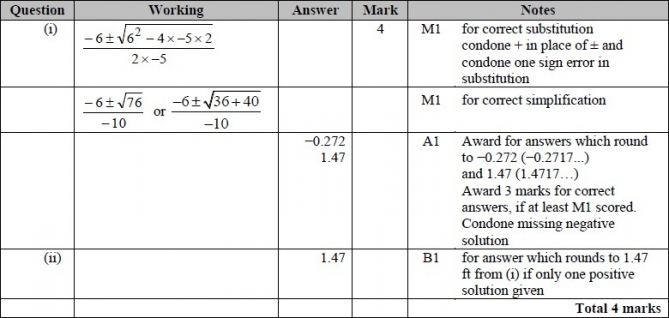 Question Working Answer Mark Notes
(i) −6 ± √6² − 4 × −5 × 2 4 M1 for correct substitution
2 × −5 condone + in place of ± and
condone one sign error in
substitution
−6 ± √76 or −6 ± √36 + 40 M1 for correct simplification
−10 −10
−0.272 A1 Award for answers which round
1.47 to −0.272 (−0.2717...)
and 1.47 (1.4717…)
Award 3 marks for correct
answers, if at least M1 scored.
Condone missing negative
solution
(ii) 1.47 B1 for answer which rounds to 1.47
ft from (i) if only one positive
solution given
Total 4 marks